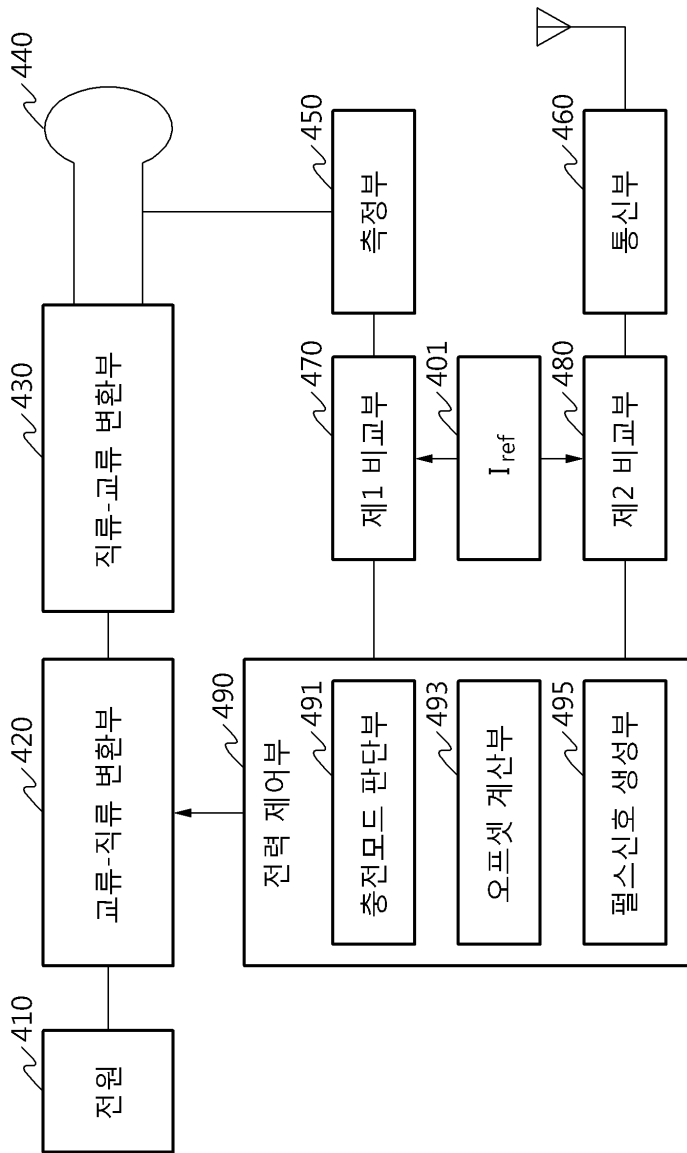 410
전원
420
교류-직류 변환부
430
직류-교류 변환부
440
490
전력 제어부
491
충전모드 판단부
493
오프셋 계산부
495
펄스신호 생성부
470
제1 비교부
401
Iref
480
제2 비교부
450
측정부
460
통신부